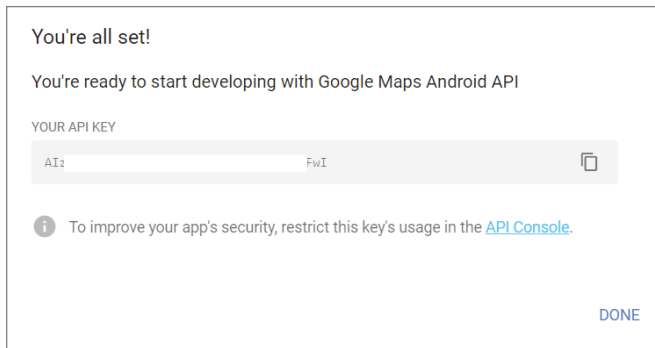 You're all set!
You're ready to start developing with Google Maps Android API
YOUR API KEY
AIz FwI
To improve your app's security, restrict this key's usage in the API Console.
DONE